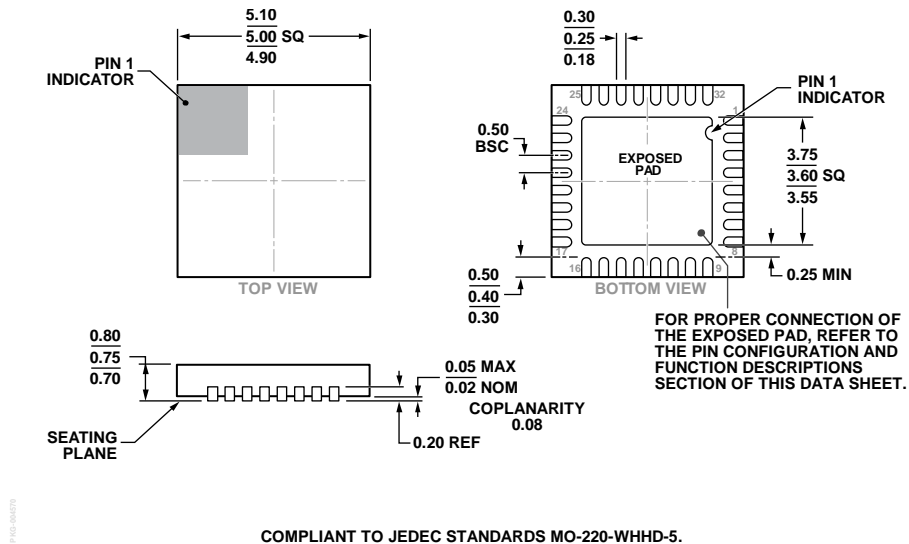 5.10
5.00 SQ
4.90
PIN 1
INDICATOR
TOP VIEW
0.30
0.25
0.18
PIN 1
INDICATOR
25
32
24
1
0.50
BSC
EXPOSED
PAD
3.75
3.60 SQ
3.55
17
8
16
9
0.50
0.40
0.30
BOTTOM VIEW
0.25 MIN
FOR PROPER CONNECTION OF
THE EXPOSED PAD, REFER TO
THE PIN CONFIGURATION AND
FUNCTION DESCRIPTIONS
SECTION OF THIS DATA SHEET.
0.80
0.75
0.70
0.05 MAX
0.02 NOM
COPLANARITY
0.08
0.20 REF
SEATING
PLANE
PKG-004570
COMPLIANT TO JEDEC STANDARDS MO-220-WHHD-5.